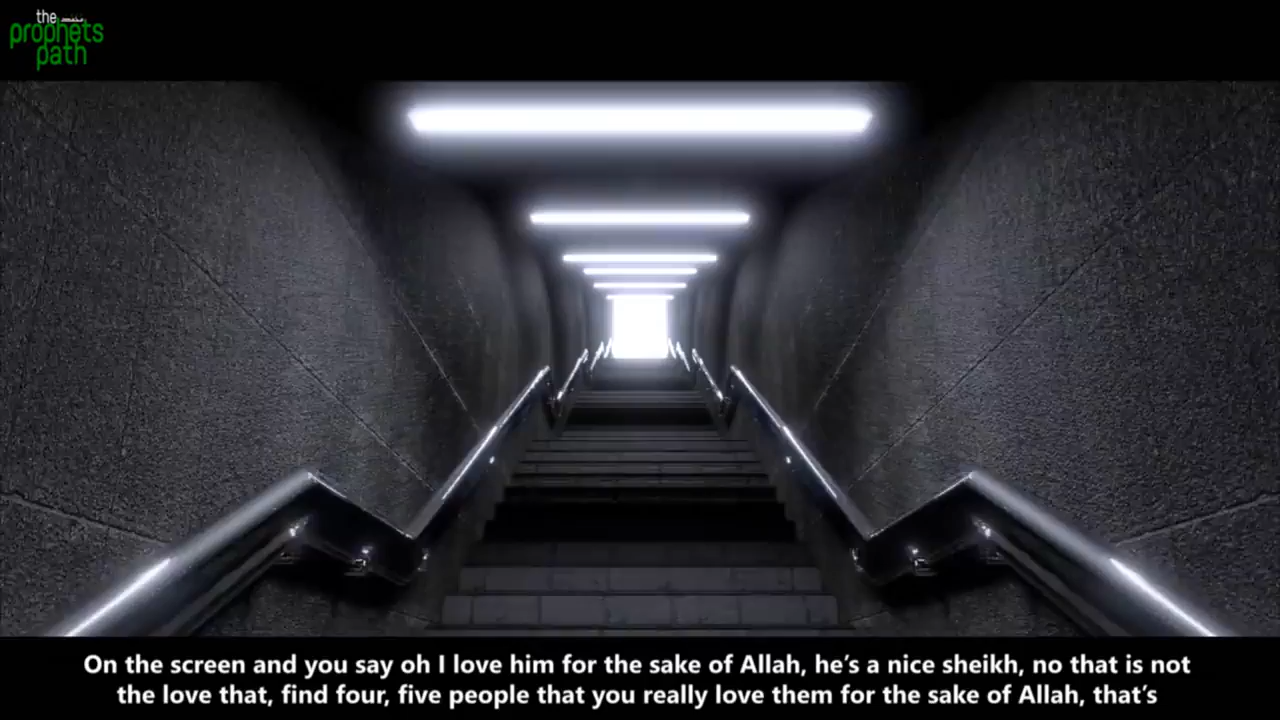 the
prophets
path
On the screen and you say oh I love him for the sake of Allah, he's a nice sheikh, no that is not
the love that, find four, five people that you really love them for the sake of Allah, that's